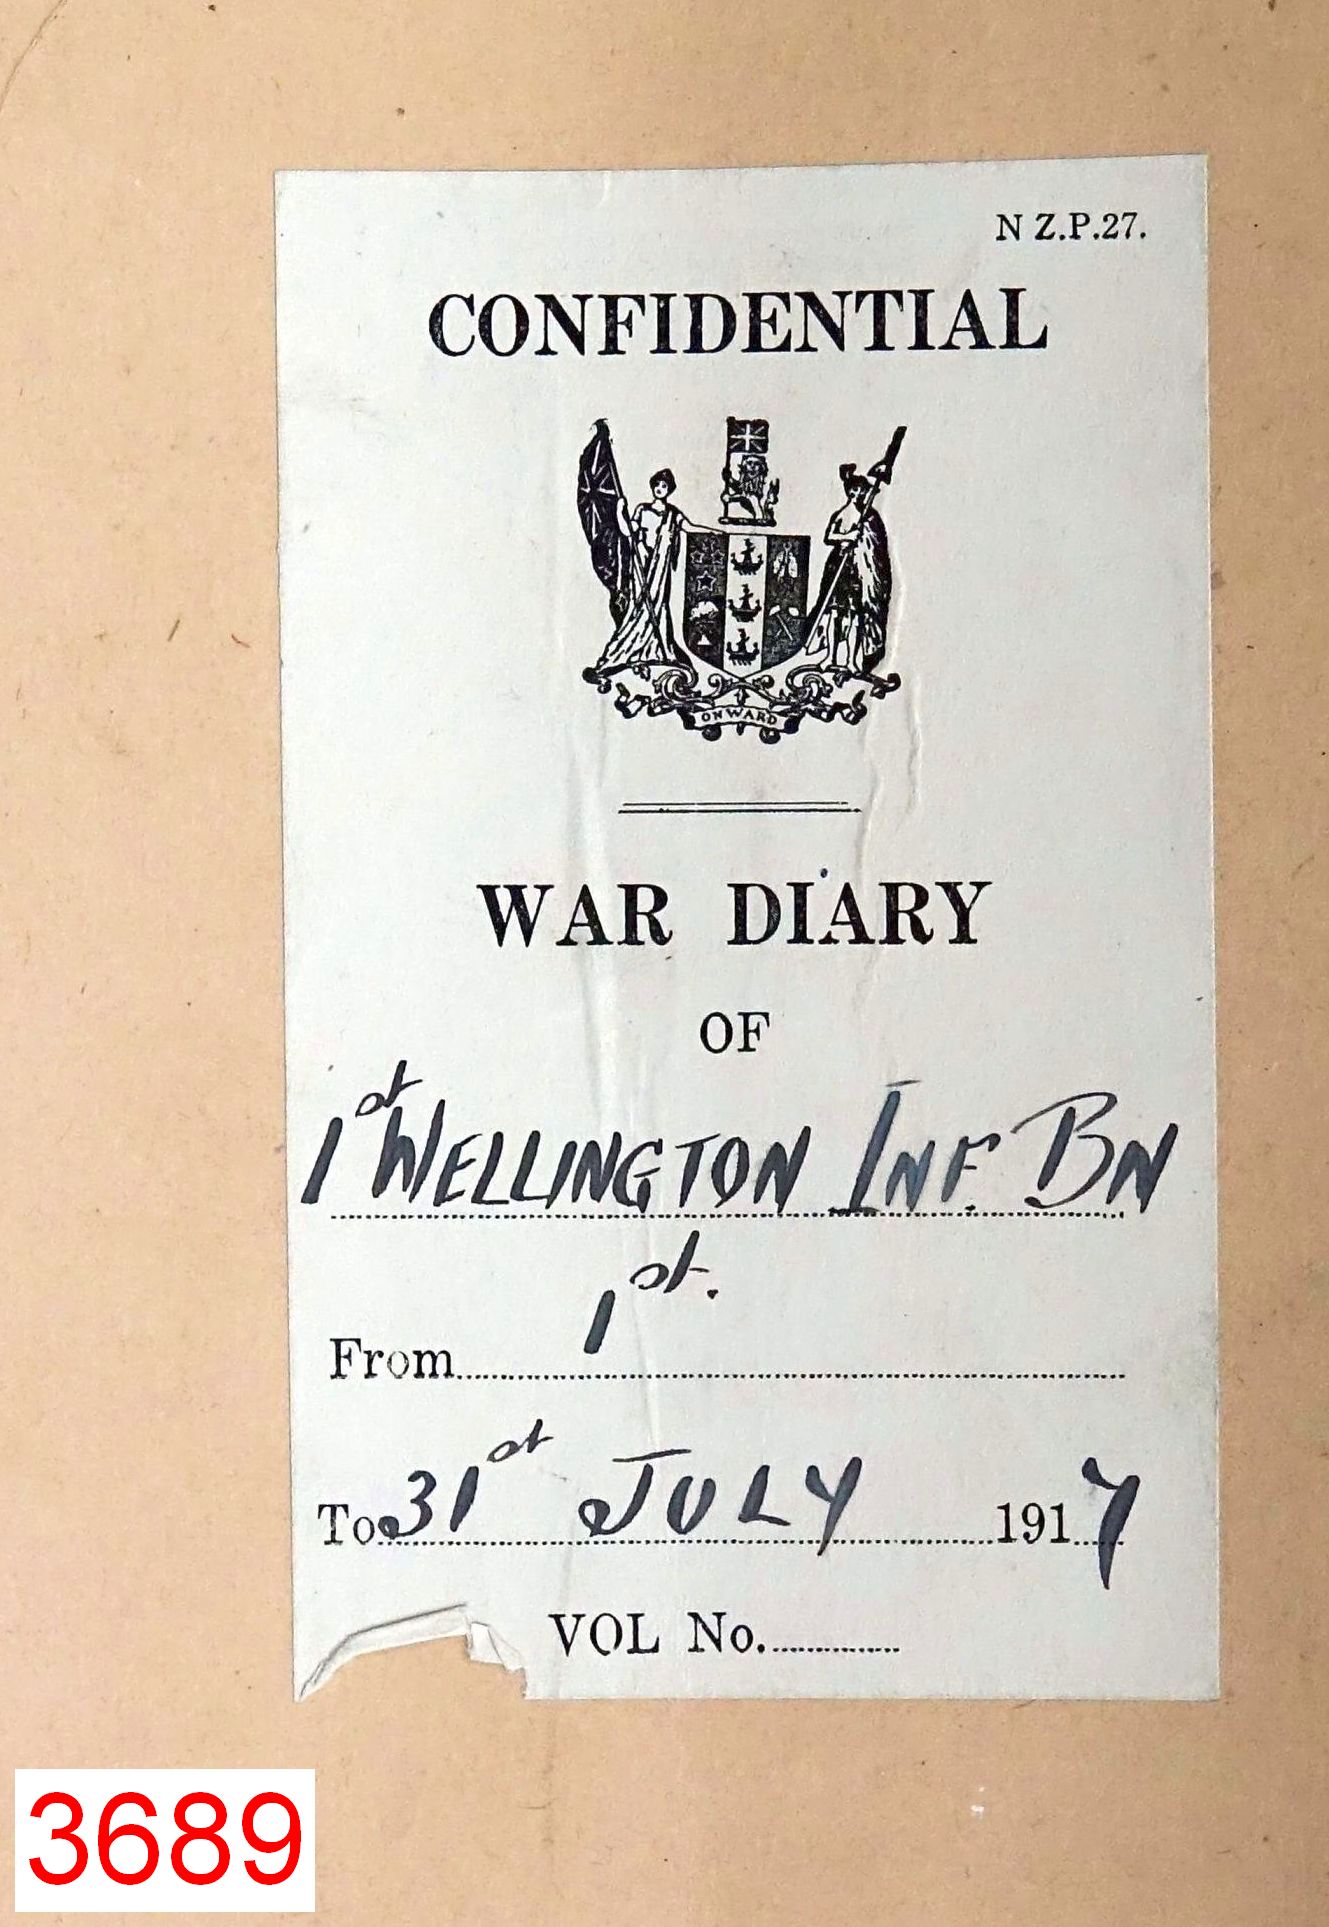 N Z.P.27.
CONFIDENTIAL
ONWARD
WAR DIARY
OF
1st WELLINGTON INF. BN
From 1st.
To 31st JULY 1917
VOL No.
3689